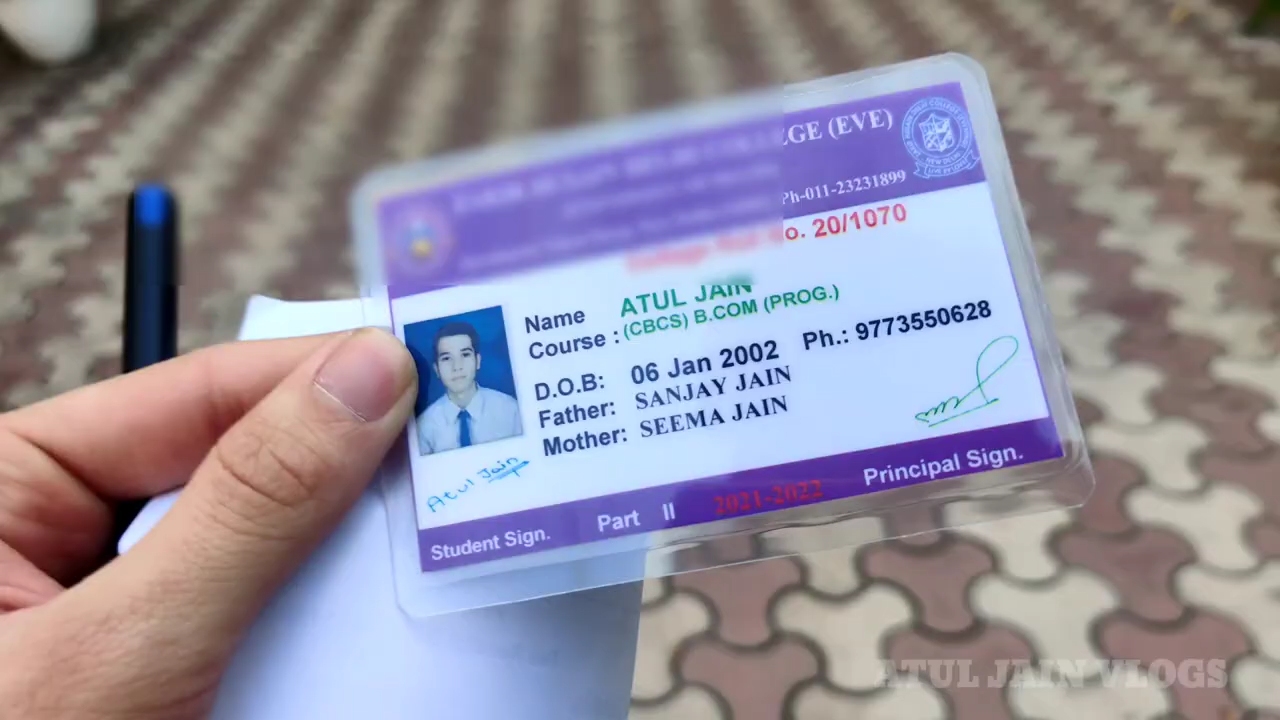 GE (EVE)
Ph-011-23231899
o. 20/1070
Name ATUL JAIN
Course : (CBCS) B.COM (PROG.)
D.O.B: 06 Jan 2002 Ph.: 9773550628
Father: SANJAY JAIN
Mother: SEEMA JAIN
Atul Jain
Student Sign. Part II 2021-2022 Principal Sign.
ATUL JAIN VLOGS